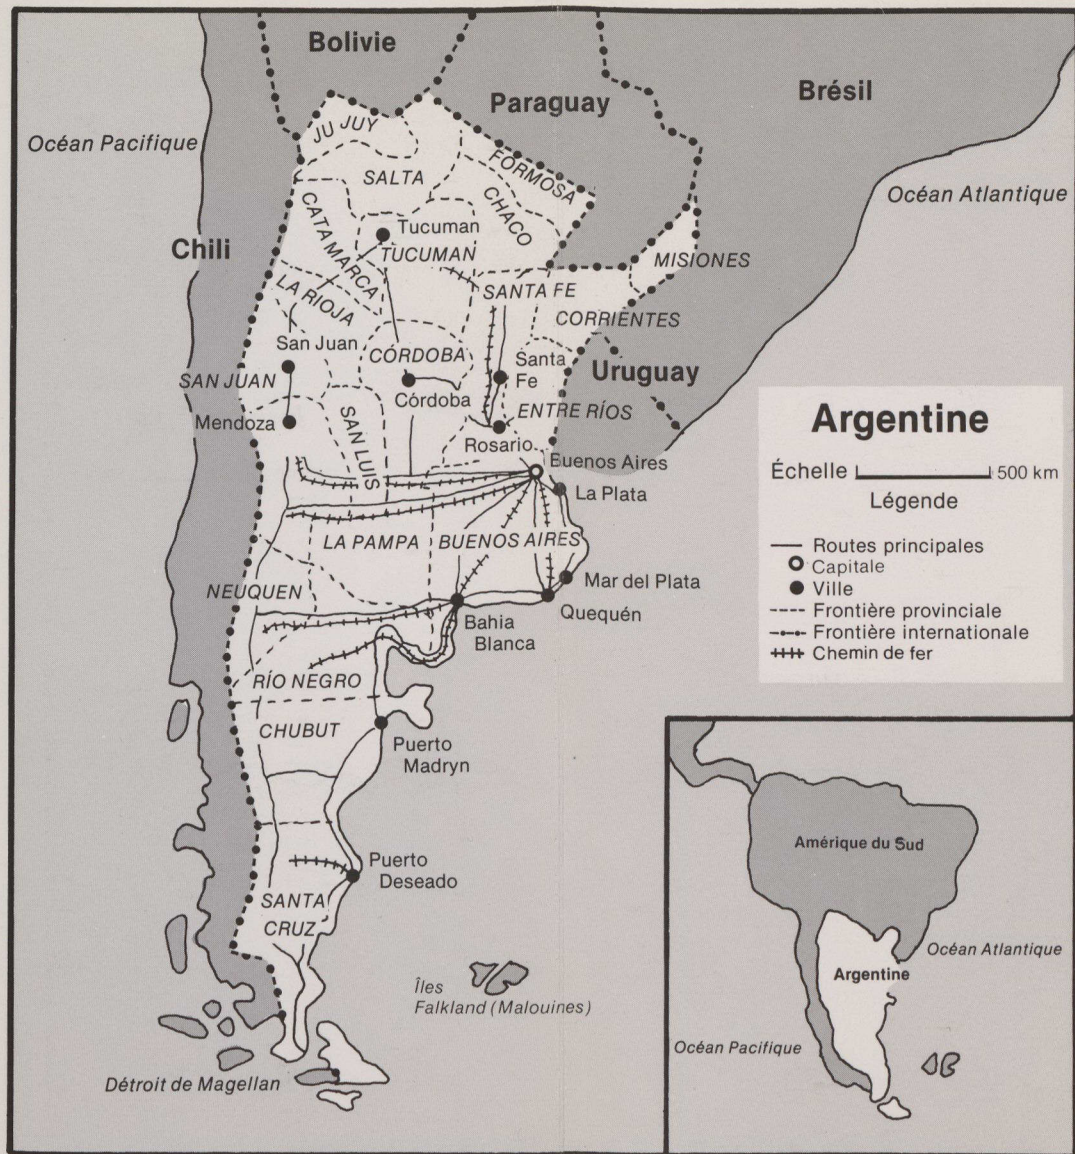 Bolivie
Paraguay
Brésil
Océan Pacifique
JU JUY
FORMOSA
SALTA
CHACO
Océan Atlantique
CATAMARCA
Chili
Tucuman
TUCUMAN
MISIONES
LA RIOJA
SANTA FE
CORRIENTES
San Juan
CÓRDOBA
Santa
Fe
Uruguay
SAN JUAN
Córdoba
ENTRE RÍOS
Mendoza
SAN LUIS
Rosario
Buenos Aires
La Plata
LA PAMPA
BUENOS AIRES
Mar del Plata
NEUQUEN
Quequén
Bahia
Blanca
RÍO NEGRO
CHUBUT
Puerto
Madryn
Puerto
Deseado
SANTA
CRUZ
Îles
Falkland (Malouines)
Détroit de Magellan
Argentine
Échelle 500 km
Légende
Routes principales
Capitale
Ville
Frontière provinciale
Frontière internationale
Chemin de fer
Amérique du Sud
Océan Atlantique
Argentine
Océan Pacifique